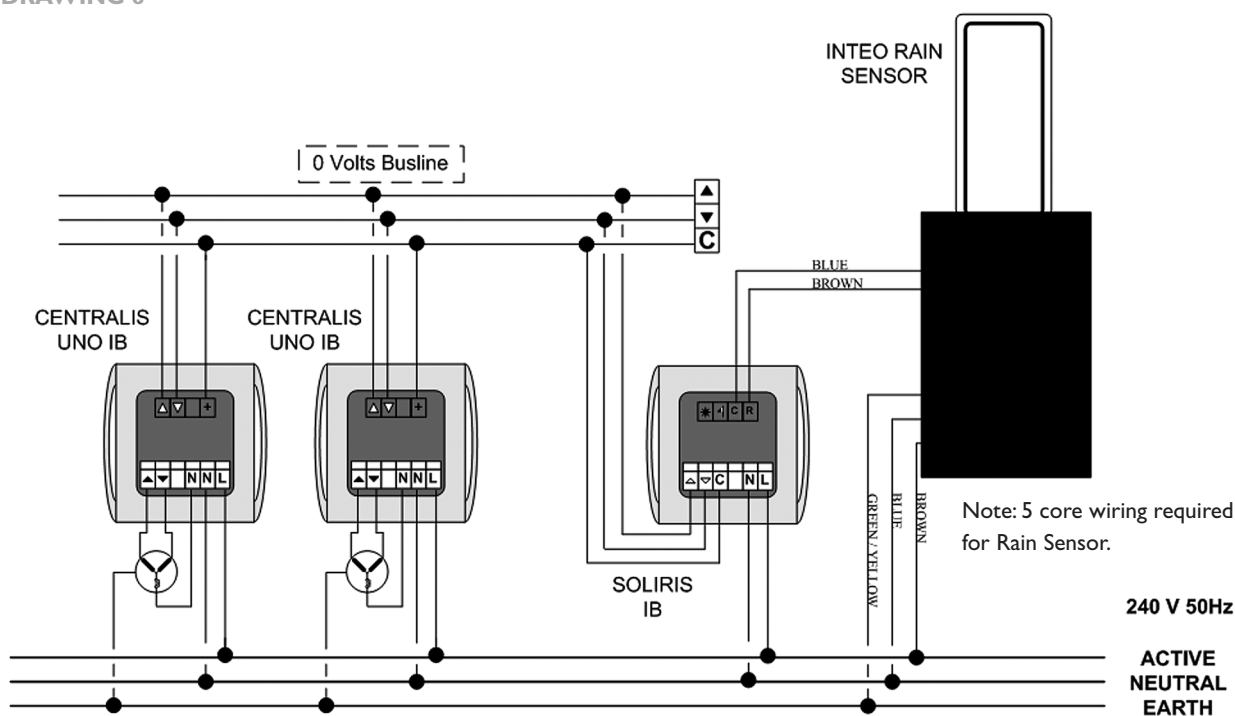 INTEO RAIN
SENSOR
0 Volts Busline
C
BLUE
BROWN
CENTRALIS
UNO IB
CENTRALIS
UNO IB
+
+
C R
N N L
N N L
C N L
GREEN / YELLOW
BLUE
BROWN
Note: 5 core wiring required
for Rain Sensor.
SOLIRIS
IB
240 V 50Hz
ACTIVE
NEUTRAL
EARTH